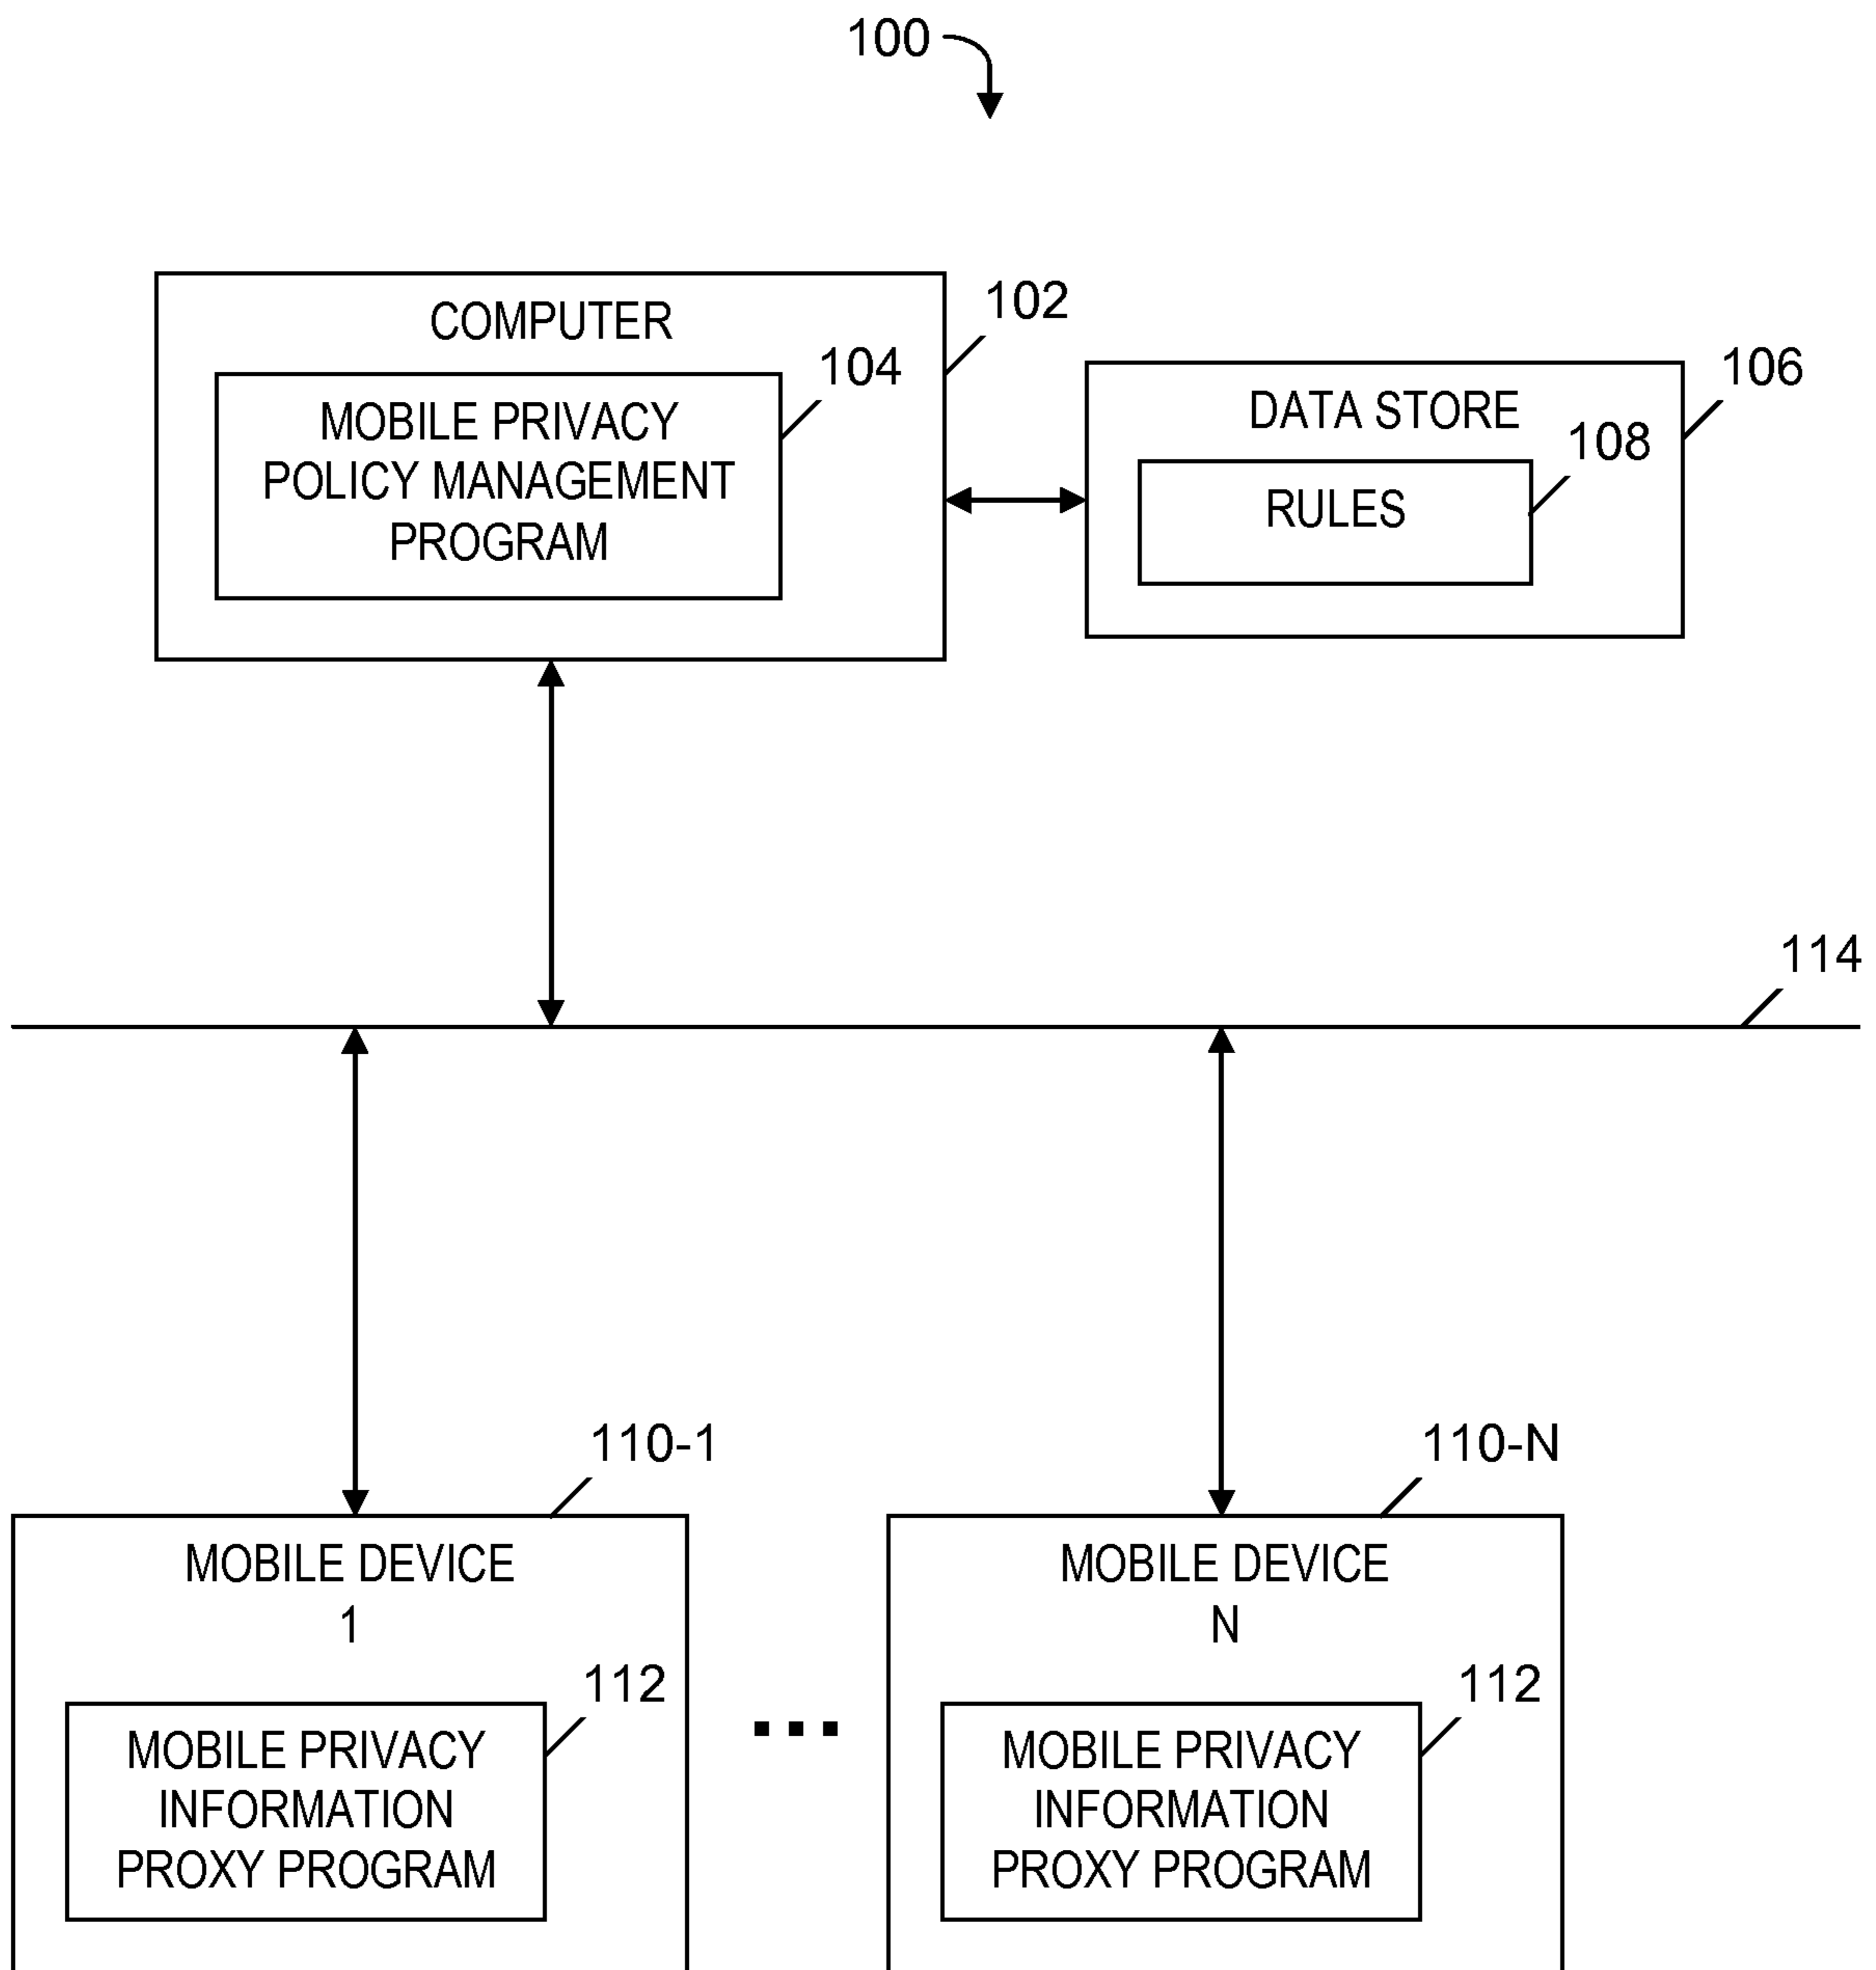 100
COMPUTER
102
104
MOBILE PRIVACY
POLICY MANAGEMENT
PROGRAM
106
DATA STORE
108
RULES
114
110-1
110-N
MOBILE DEVICE
1
112
MOBILE PRIVACY
INFORMATION
PROXY PROGRAM
MOBILE DEVICE
N
112
MOBILE PRIVACY
INFORMATION
PROXY PROGRAM